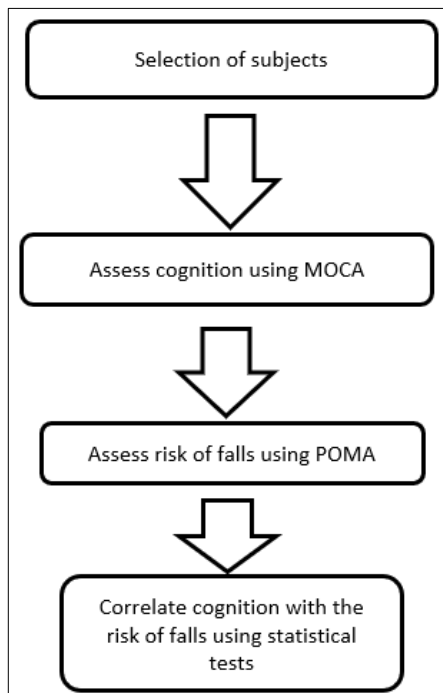 Selection of subjects
Assess cognition using MOCA
Assess risk of falls using POMA
Correlate cognition with the
risk of falls using statistical
tests